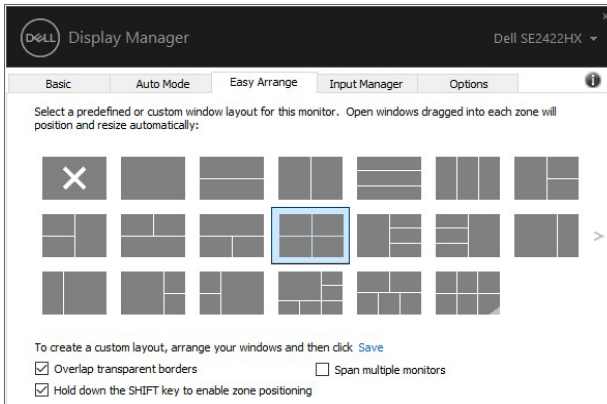 DELL Display Manager
Dell SE2422HX
Basic
Auto Mode
Easy Arrange
Input Manager
Options
Select a predefined or custom window layout for this monitor. Open windows dragged into each zone will
position and resize automatically:
To create a custom layout, arrange your windows and then click Save
Overlap transparent borders
Span multiple monitors
Hold down the SHIFT key to enable zone positioning